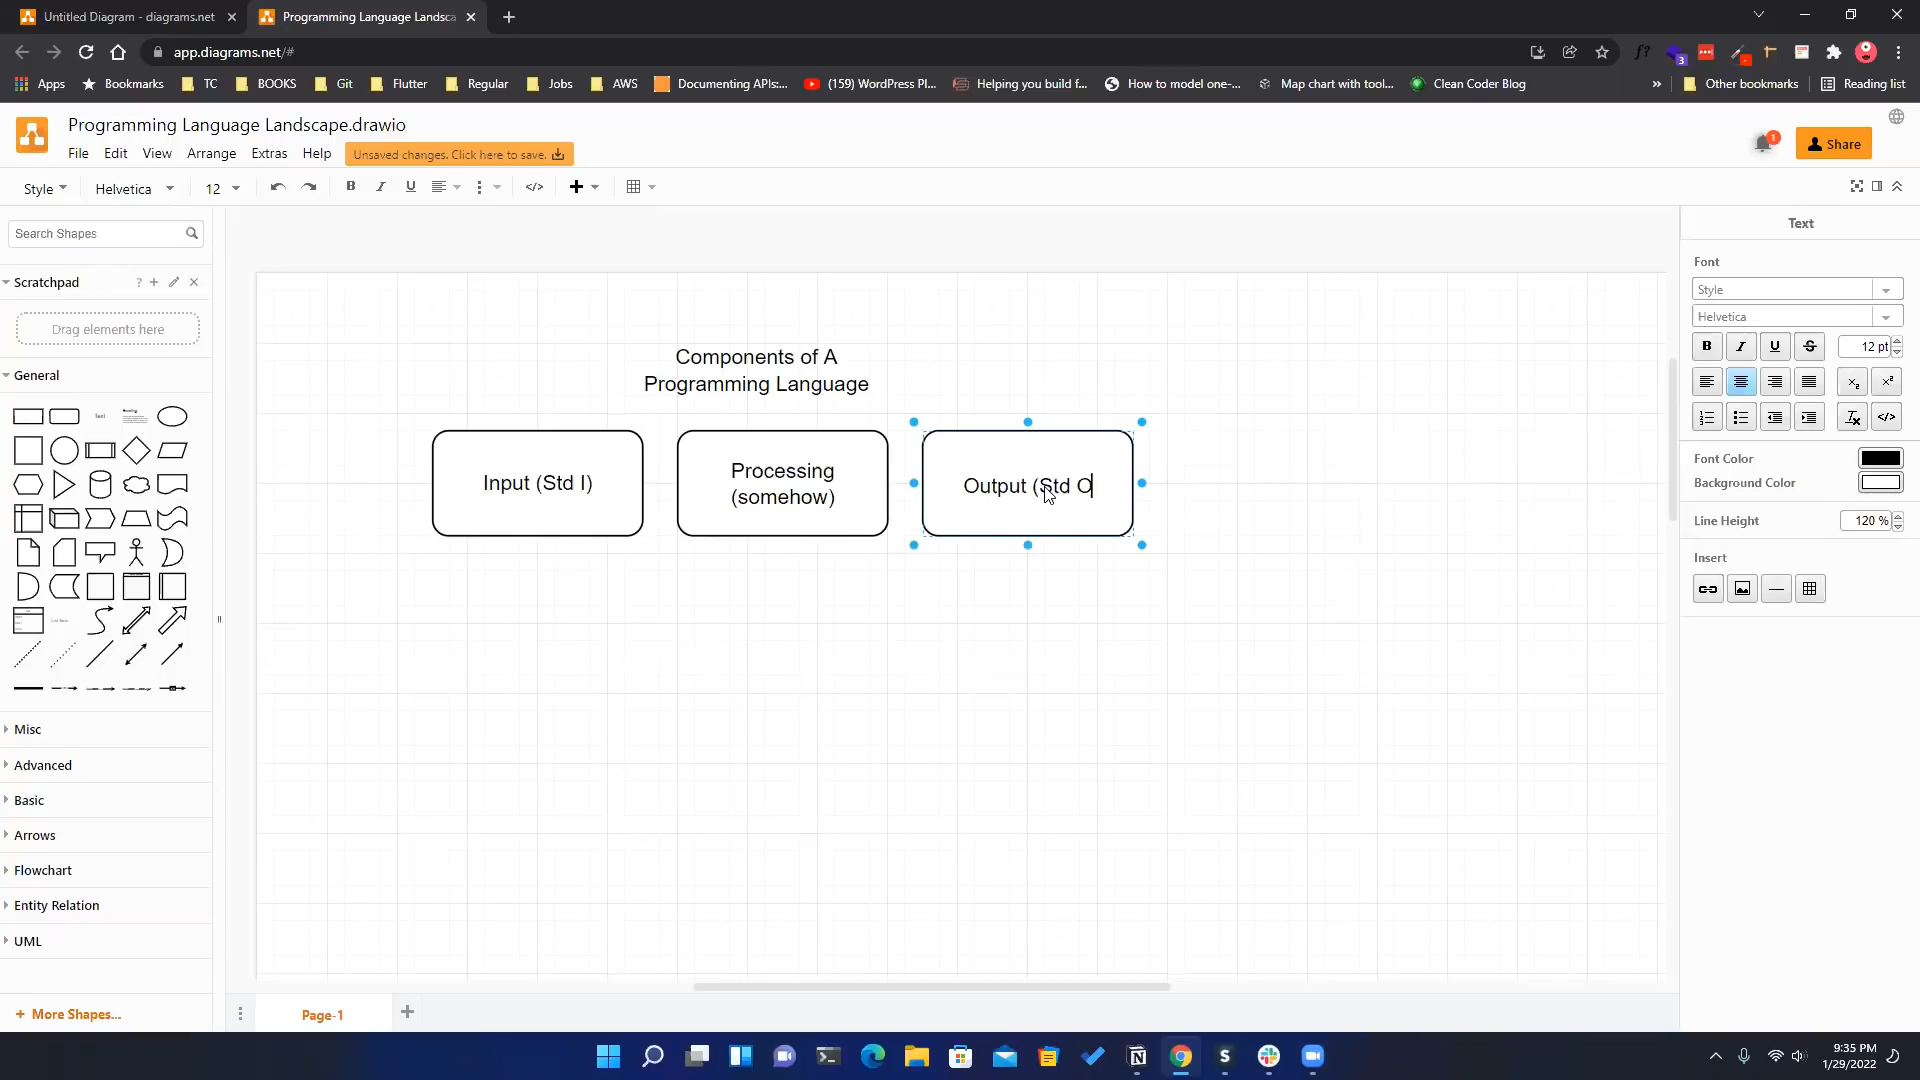 Untitled Diagram - diagrams.net
Programming Language Landsca
app.diagrams.net/#
Apps
Bookmarks
TC
BOOKS
Git
Flutter
Regular
Jobs
AWS
Documenting APIs:...
(159) WordPress Pl...
Helping you build f...
How to model one-...
Map chart with tool...
Clean Coder Blog
»
Other bookmarks
Reading list
Programming Language Landscape.drawio
File
Edit
View
Arrange
Extras
Help
Unsaved changes. Click here to save.
1
Share
Style
Helvetica
12
B
I
U
Search Shapes
Scratchpad
?
Drag elements here
General
Text
Heading
Misc
Advanced
Basic
Arrows
Flowchart
Entity Relation
UML
+ More Shapes...
Components of A
Programming Language
Input (Std I)
Processing
(somehow)
Output (Std O
Page-1
Text
Font
Style
Helvetica
B
I
U
S
12 pt
Font Color
Background Color
Line Height
120 %
Insert
9:35 PM
1/29/2022